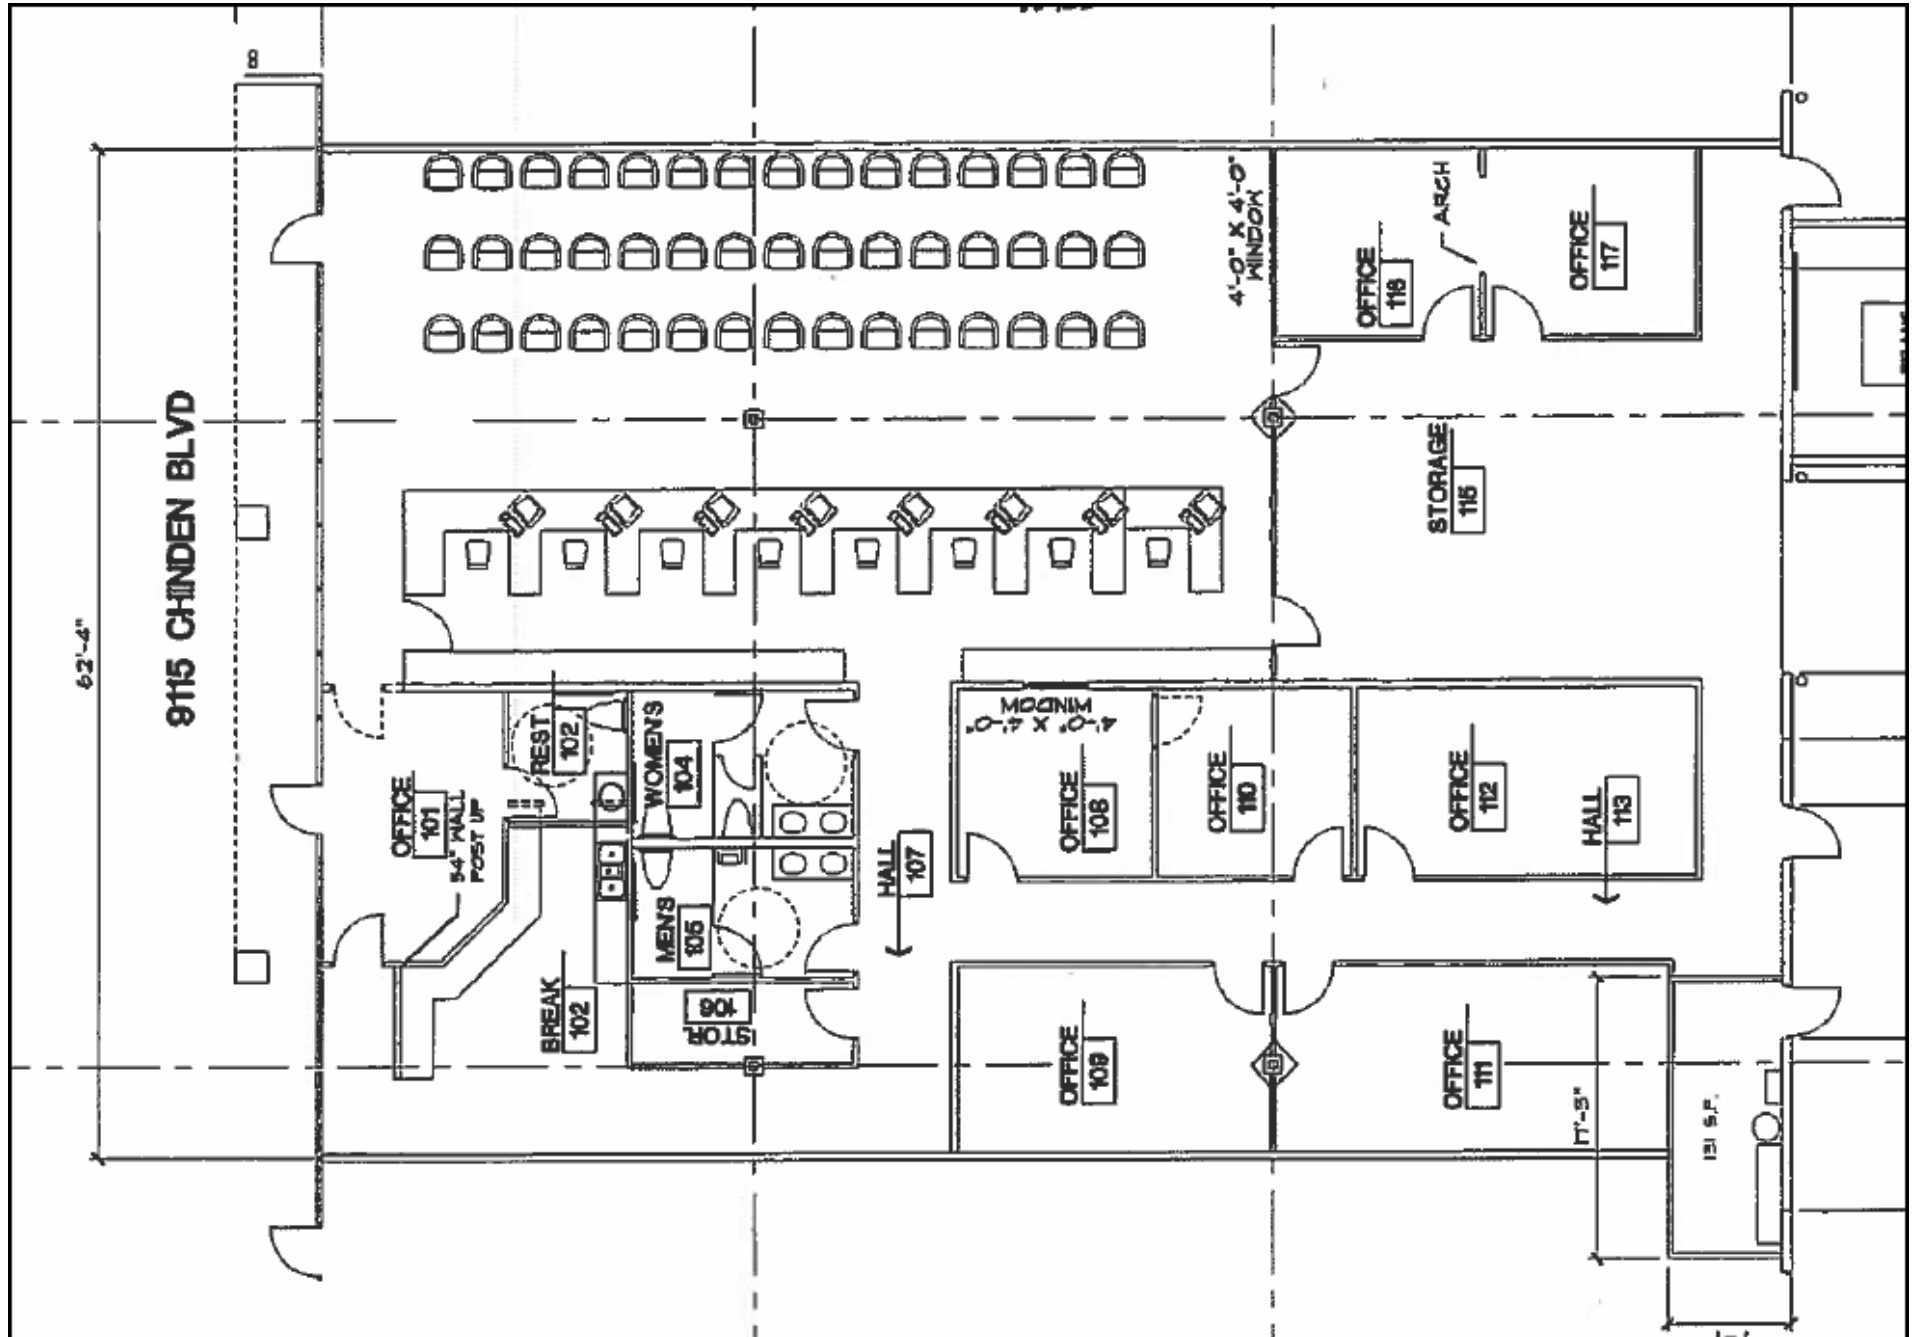 8
9115 CHINDEN BLVD
62'-4"
4'-0" X 4'-0"
WINDOW
ARCH
OFFICE
116
OFFICE
117
STORAGE
115
OFFICE
101
54" WALL
POST UP
REST
102
WOMEN'S
104
MEN'S
105
BREAK
102
STOR.
106
HALL
107
4'-0" X 4'-0"
WINDOW
OFFICE
108
OFFICE
110
OFFICE
112
HALL
113
OFFICE
109
OFFICE
111
17'-3"
131 S.F.